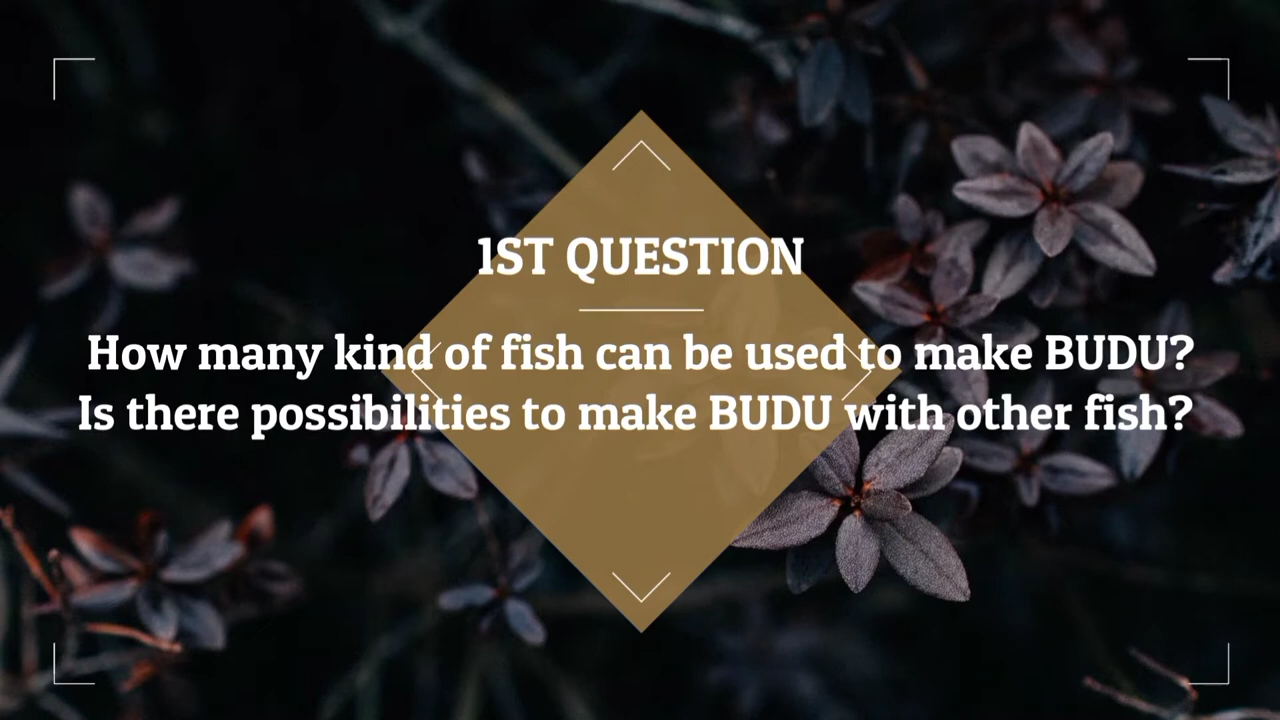 1ST QUESTION
How many kind of fish can be used to make BUDU?
Is there possibilities to make BUDU with other fish?